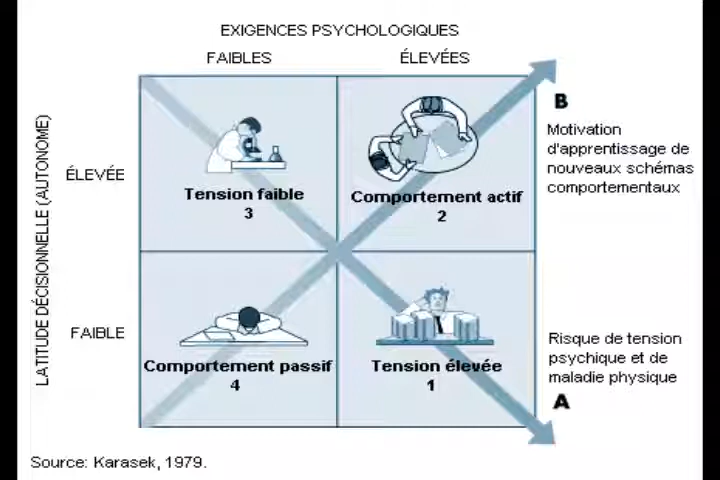 EXIGENCES PSYCHOLOGIQUES
FAIBLES
ÉLEVÉES
LATITUDE DÉCISIONNELLE (AUTONOME)
ÉLEVÉE
FAIBLE
Tension faible
3
Comportement actif
2
B
Motivation
d'apprentissage de
nouveaux schémas
comportementaux
Comportement passif
4
Tension élevée
1
Risque de tension
psychique et de
maladie physique
A
Source: Karasek, 1979.